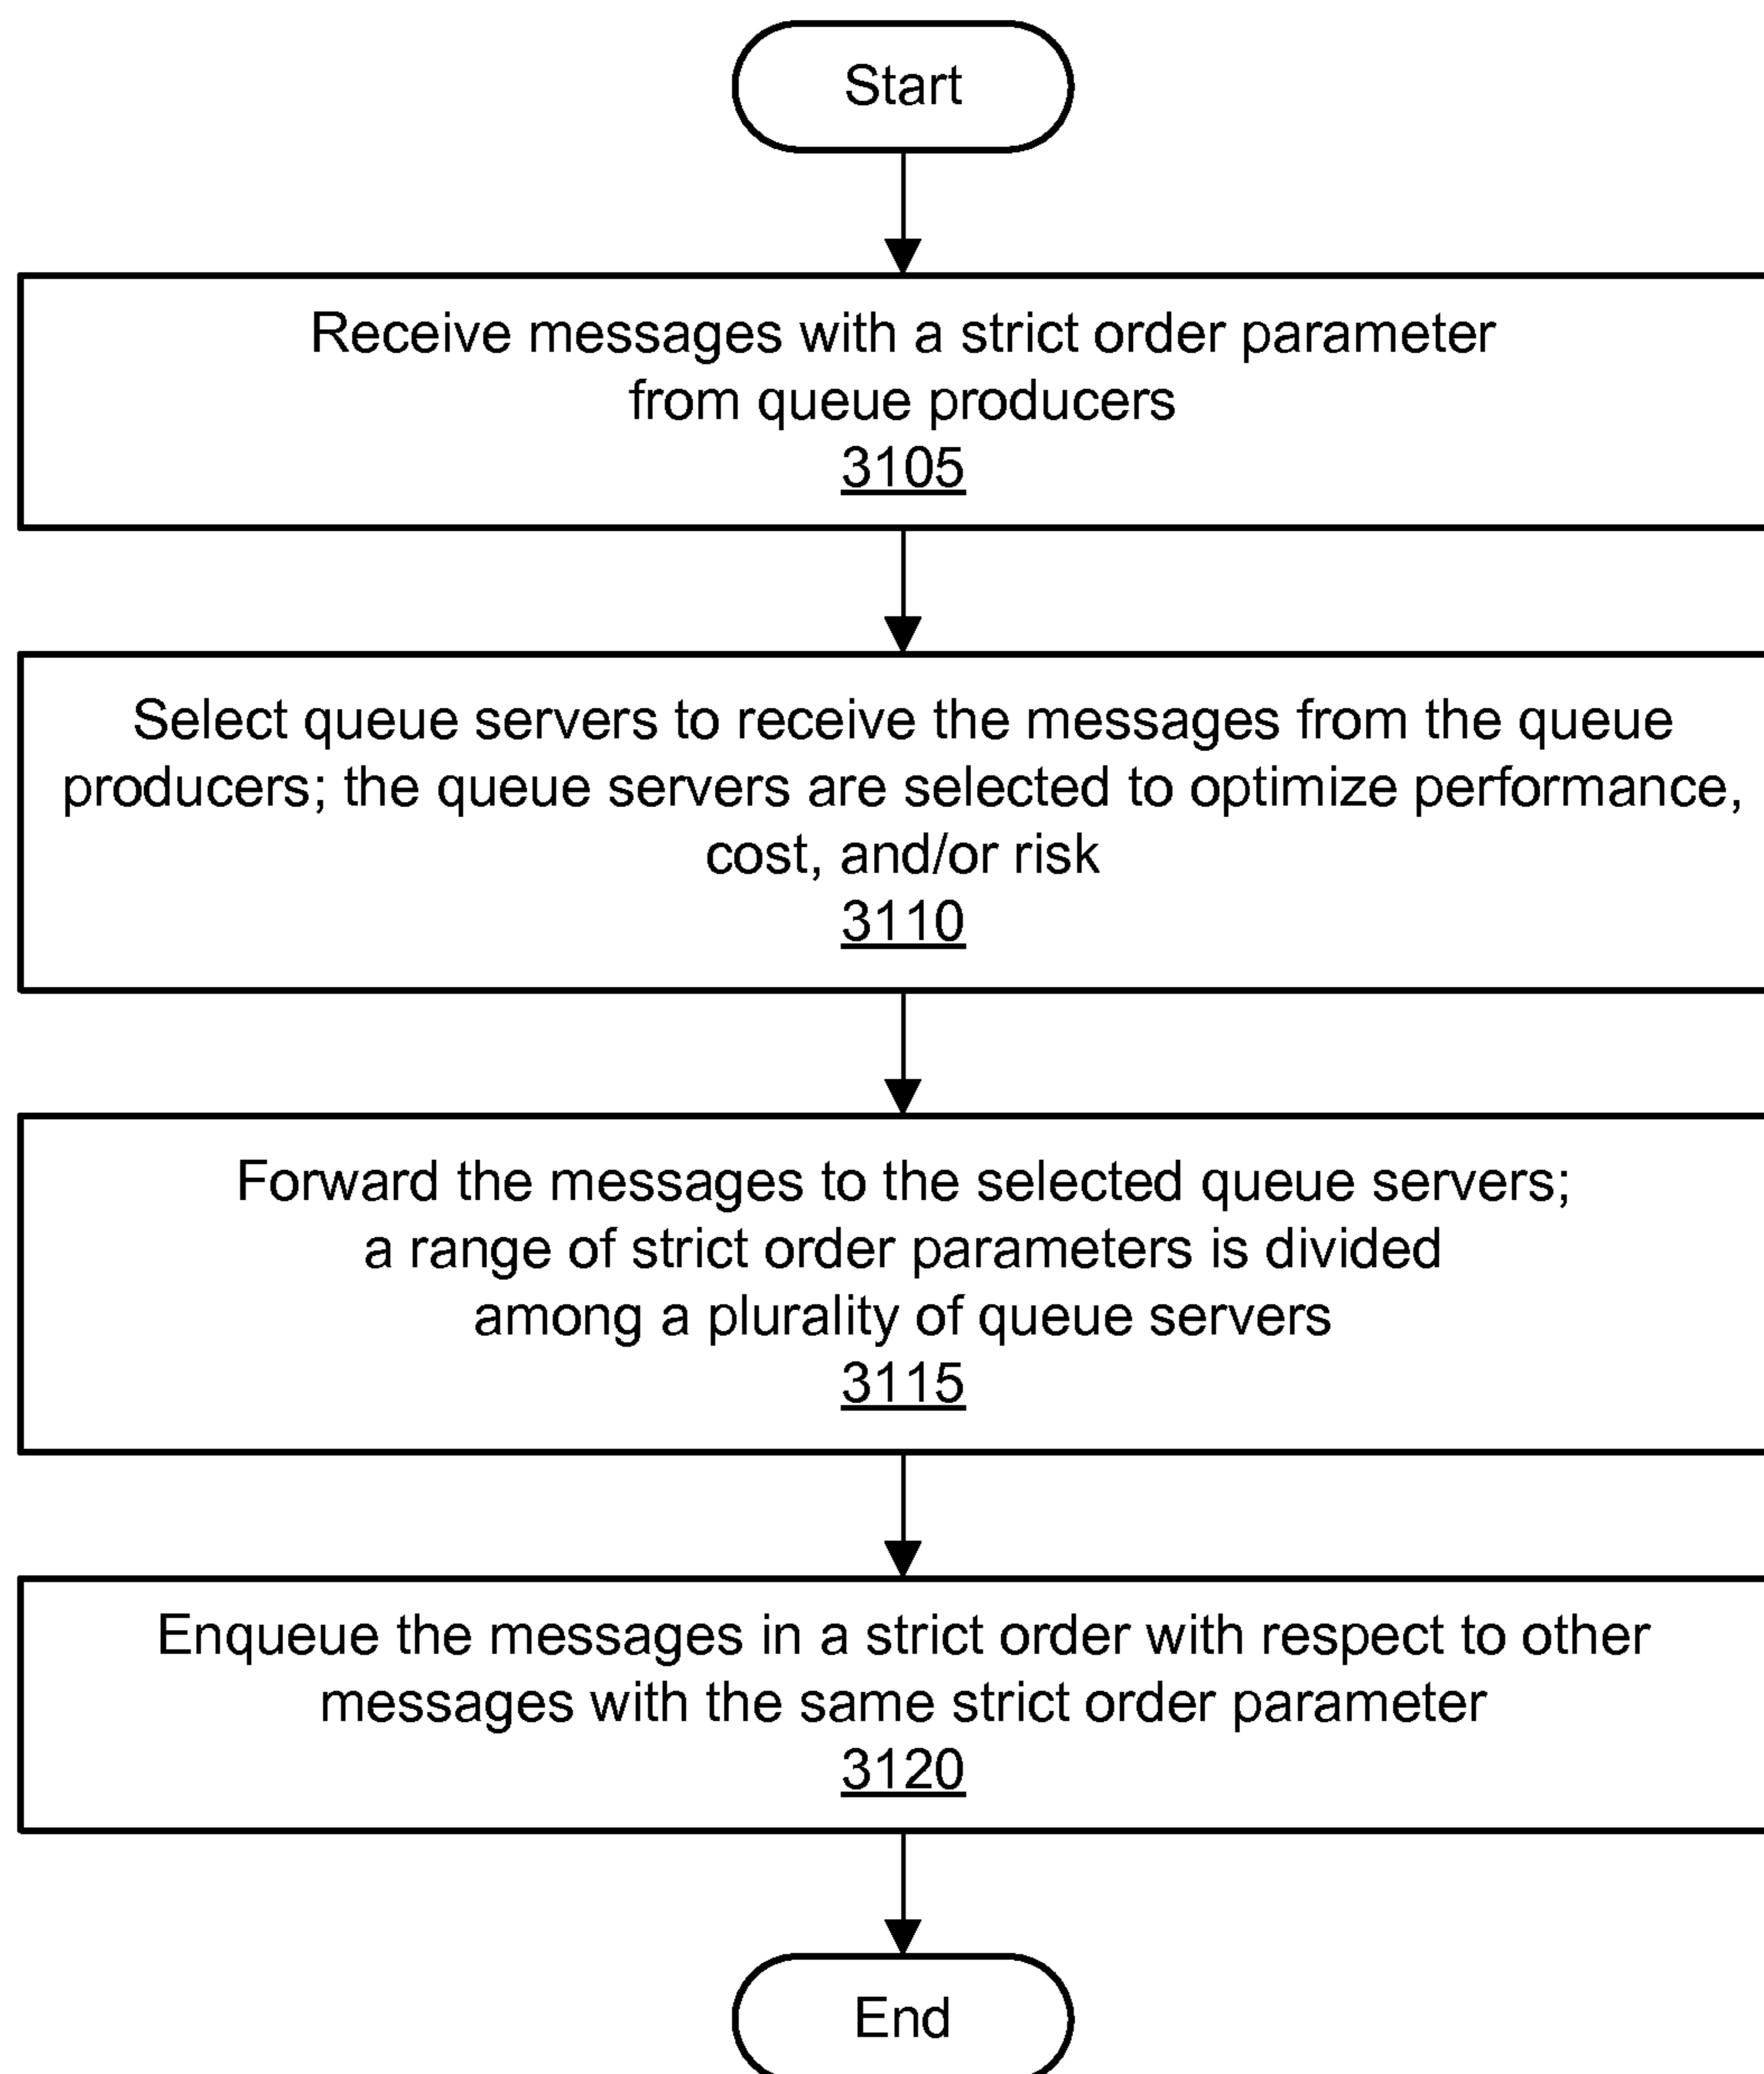 Start
Receive messages with a strict order parameter
from queue producers
3105
Select queue servers to receive the messages from the queue
producers; the queue servers are selected to optimize performance,
cost, and/or risk
3110
Forward the messages to the selected queue servers;
a range of strict order parameters is divided
among a plurality of queue servers
3115
Enqueue the messages in a strict order with respect to other
messages with the same strict order parameter
3120
End